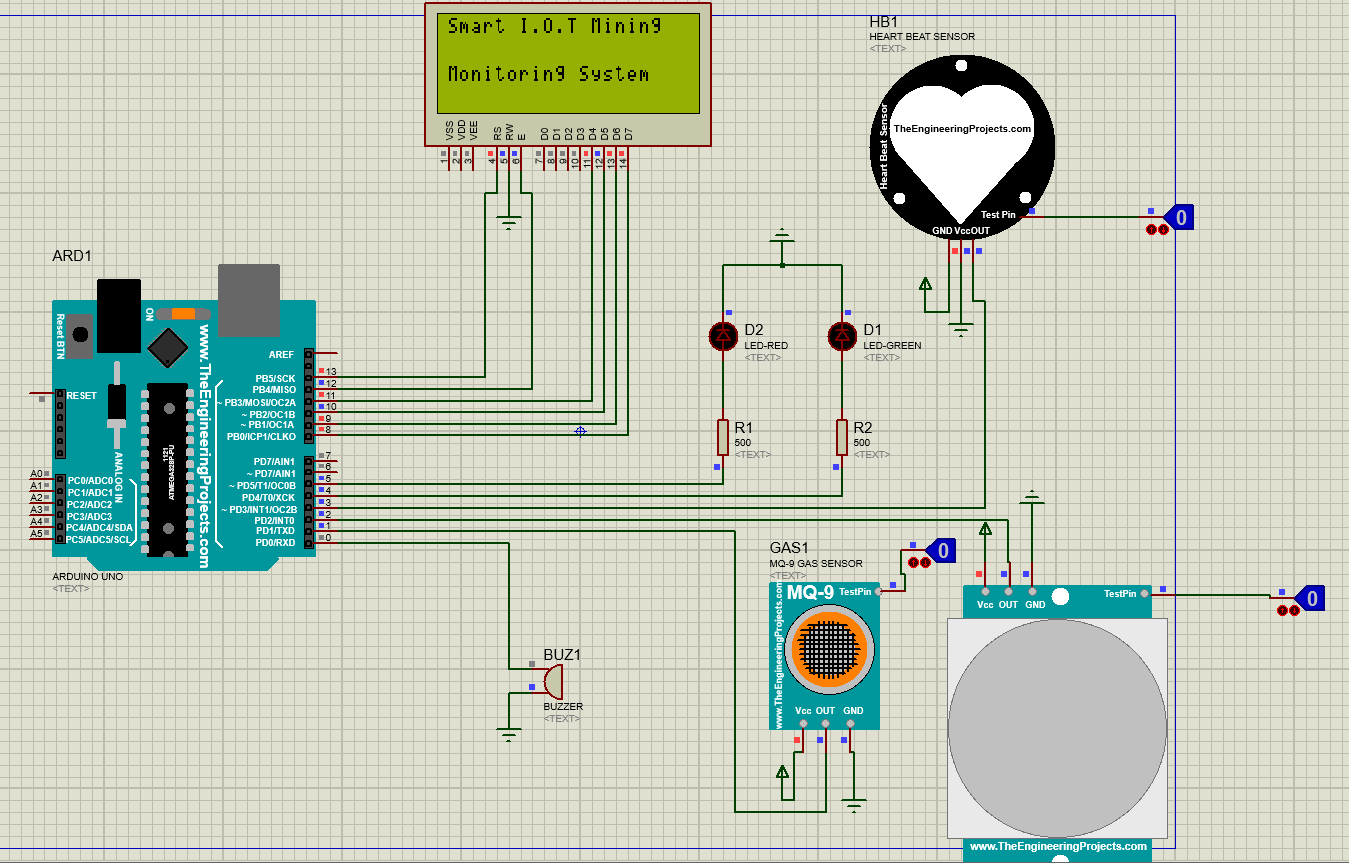 Smart I.O.T Mining
Monitoring System
VSS
VDD
VEE
RS
RW
E
D0
D1
D2
D3
D4
D5
D6
D7
1
2
3
4
5
6
7
8
9
10
11
12
13
14
HB1
HEART BEAT SENSOR
<TEXT>
TheEngineeringProjects.com
Heart Beat Sensor
Test Pin
GND Vcc OUT
0
ARD1
Reset BTN
ON
www.TheEngineeringProjects.com
AREF
PB5/SCK
13
PB4/MISO
12
~ PB3/MOSI/OC2A
11
~ PB2/OC1B
10
~ PB1/OC1A
9
PB0/ICP1/CLKO
8
RESET
PD7/AIN1
7
~ PD7/AIN1
6
~ PD5/T1/OC0B
5
PD4/T0/XCK
4
~ PD3/INT1/OC2B
3
PD2/INT0
2
PD1/TXD
1
PD0/RXD
0
1121
ATMEGA328P-PU
ANALOG IN
A0
PC0/ADC0
A1
PC1/ADC1
A2
PC2/ADC2
A3
PC3/ADC3
A4
PC4/ADC4/SDA
A5
PC5/ADC5/SCL
ARDUINO UNO
<TEXT>
D2
LED-RED
<TEXT>
D1
LED-GREEN
<TEXT>
R1
500
<TEXT>
R2
500
<TEXT>
BUZ1
BUZZER
<TEXT>
GAS1
MQ-9 GAS SENSOR
<TEXT>
MQ-9
TestPin
www.TheEngineeringProjects.com
Vcc OUT GND
0
Vcc OUT GND
TestPin
0
www.TheEngineeringProjects.com